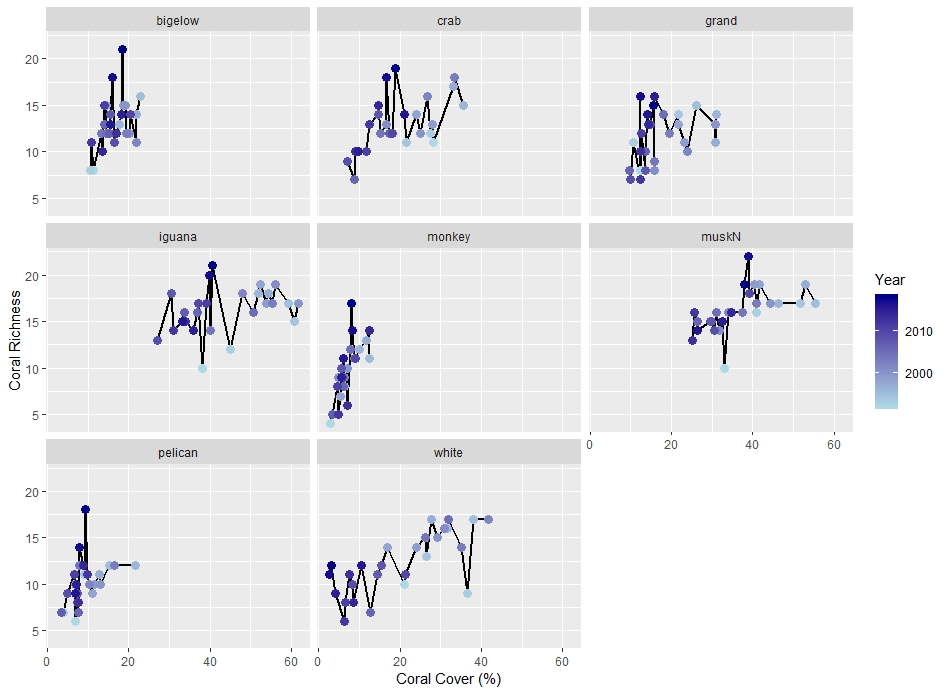 bigelow crab grand
20
15
10
5
iguana monkey muskN
20
15
10
5
Coral Richness
Year
2010
2000
0 20 40 60
pelican white
20
15
10
5
0 20 40 60 0 20 40 60
Coral Cover (%)